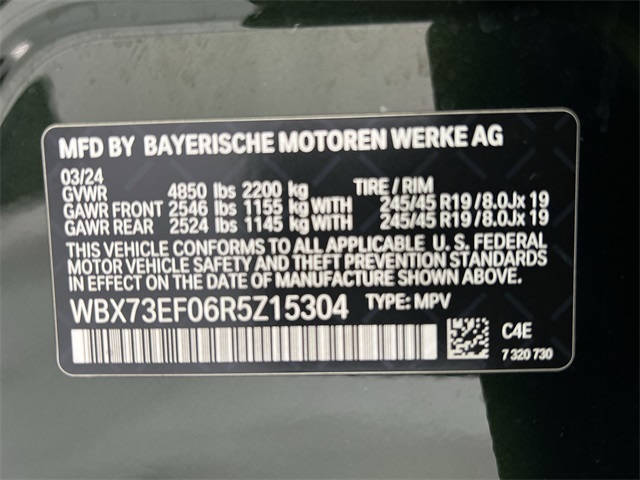 MFD BY BAYERISCHE MOTOREN WERKE AG
03/24
GVWR 4850 lbs 2200 kg TIRE / RIM
GAWR FRONT 2546 lbs 1155 kg WITH 245/45 R19 / 8.0Jx 19
GAWR REAR 2524 lbs 1145 kg WITH 245/45 R19 / 8.0Jx 19
THIS VEHICLE CONFORMS TO ALL APPLICABLE U. S. FEDERAL
MOTOR VEHICLE SAFETY AND THEFT PREVENTION STANDARDS
IN EFFECT ON THE DATE OF MANUFACTURE SHOWN ABOVE.
WBX73EF06R5Z15304 TYPE: MPV
C4E
7 320 730